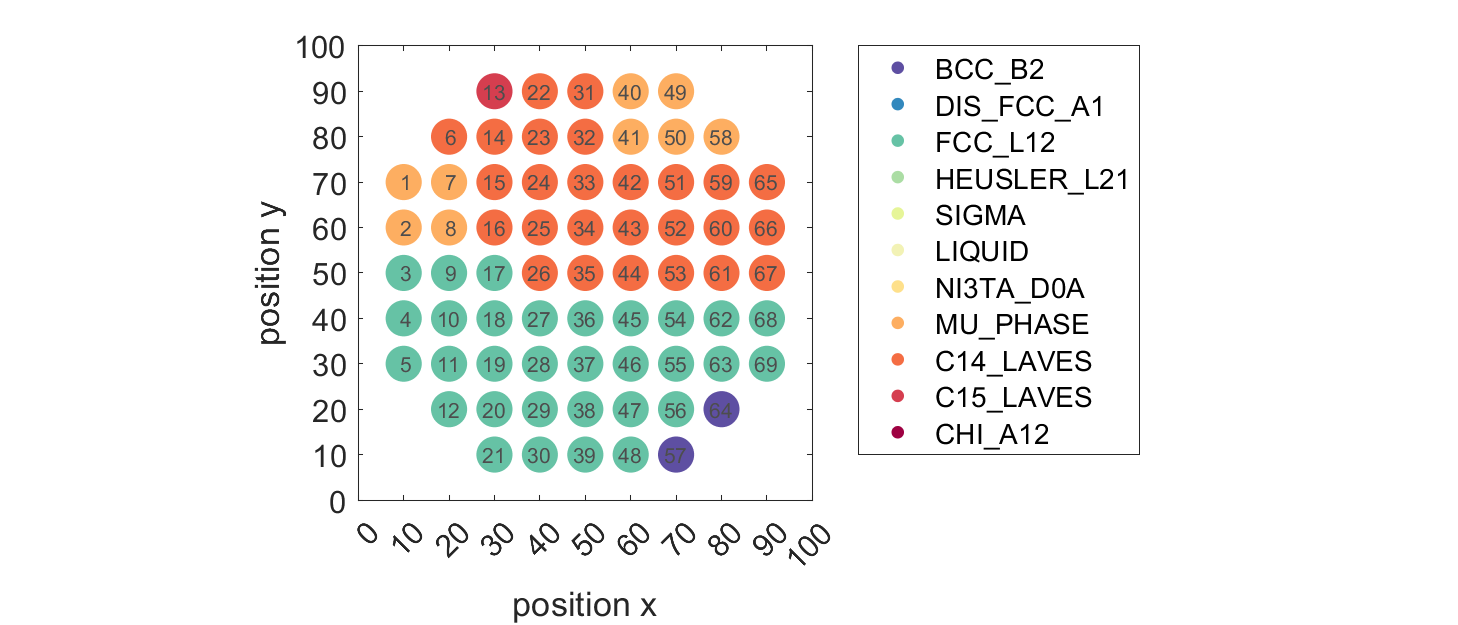 100
90
80
70
60
50
40
30
20
10
0
position y
13 22 31 40 49
6 14 23 32 41 50 58
1 7 15 24 33 42 51 59 65
2 8 16 25 34 43 52 60 66
3 9 17 26 35 44 53 61 67
4 10 18 27 36 45 54 62 68
5 11 19 28 37 46 55 63 69
12 20 29 38 47 56 64
21 30 39 48 57
0 10 20 30 40 50 60 70 80 90 100
position x
BCC_B2
DIS_FCC_A1
FCC_L12
HEUSLER_L21
SIGMA
LIQUID
NI3TA_D0A
MU_PHASE
C14_LAVES
C15_LAVES
CHI_A12